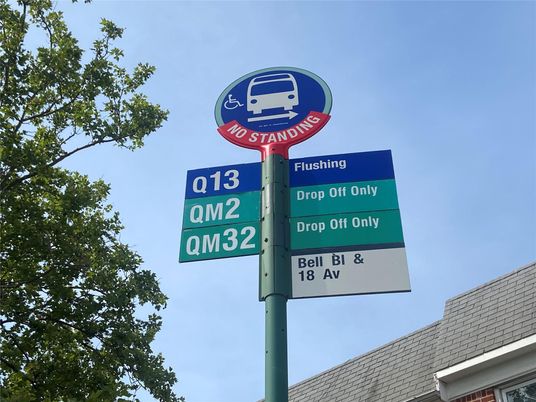 NO STANDING
Q13 Flushing
QM2 Drop Off Only
QM32 Drop Off Only
Bell Bl &
18 Av